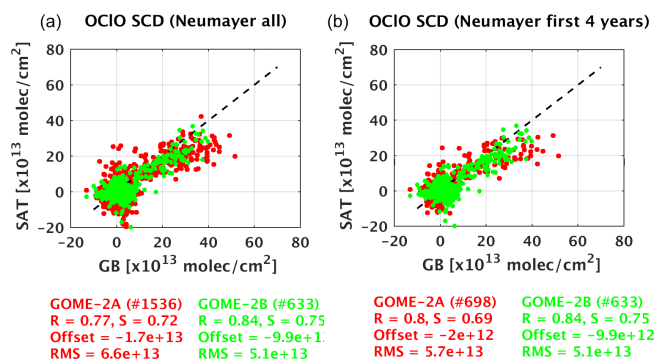 (a) OClO SCD (Neumayer all)
80
60
40
20
0
−20
−20 0 20 40 60 80
SAT [x10¹³ molec/cm²]
GB [x10¹³ molec/cm²]
GOME-2A (#1536)
R = 0.77, S = 0.72
Offset = −1.7e+13
RMS = 6.6e+13
GOME-2B (#633)
R = 0.84, S = 0.75
Offset = −9.9e+1
RMS = 5.1e+13
(b) OClO SCD (Neumayer first 4 years)
80
60
40
20
0
−20
−20 0 20 40 60 80
SAT [x10¹³ molec/cm²]
GB [x10¹³ molec/cm²]
GOME-2A (#698)
R = 0.8, S = 0.69
Offset = −2e+12
RMS = 5.7e+13
GOME-2B (#633)
R = 0.84, S = 0.75
Offset = −9.9e+12
RMS = 5.1e+13